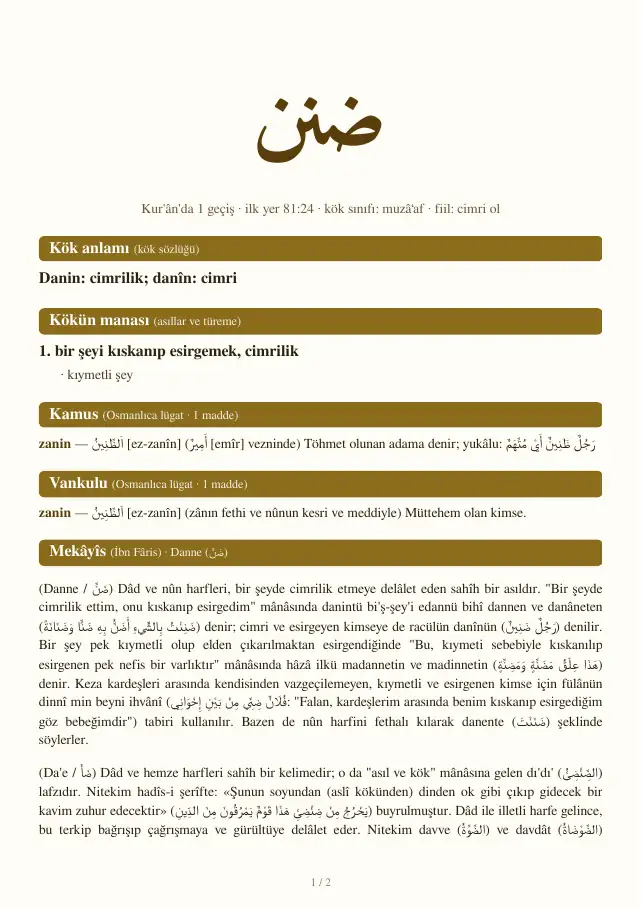 ضنن
Kur'ân'da 1 geçiş · ilk yer 81:24 · kök sınıfı: muzâ'af · fiil: cimri ol
Kök anlamı (kök sözlüğü)
Danin: cimrilik; danîn: cimri
Kökün manası (asıllar ve türeme)
1. bir şeyi kıskanıp esirgemek, cimrilik
· kıymetli şey
Kamus (Osmanlıca lügat · 1 madde)
zanin — اَلظَّنِينُ [ez-zanîn] (أَمِيرٌ [emîr] vezninde) Töhmet olunan adama denir; yukâlu: رَجُلٌ ظَنِينٌ أَيْ مُتَّهَمٌ
Vankulu (Osmanlıca lügat · 1 madde)
zanin — اَلظَّنِينُ [ez-zanîn] (zânın fethi ve nûnun kesri ve meddiyle) Müttehem olan kimse.
Mekâyîs (İbn Fâris) · Danne (ضَنَّ)
(Danne / ضَنَّ) Dâd ve nûn harfleri, bir şeyde cimrilik etmeye delâlet eden sahîh bir asıldır. "Bir şeyde
cimrilik ettim, onu kıskanıp esirgedim" mânâsında danintü bi'ş-şey'i edannü bihî dannen ve danâneten
(ضَنِنْتُ بِالشَّيْءِ أَضَنُّ بِهِ ضَنًّا وَضَنَانَةً) denir; cimri ve esirgeyen kimseye de racülün danînün (رَجُلٌ ضَنِينٌ) denilir.
Bir şey pek kıymetli olup elden çıkarılmaktan esirgendiğinde "Bu, kıymeti sebebiyle kıskanılıp
esirgenen pek nefis bir varlıktır" mânâsında hâzâ ilkü madannetin ve madinnetin (هَذَا عِلْقُ مَضَنَّةٍ وَمَضِنَّةٍ)
denir. Keza kardeşleri arasında kendisinden vazgeçilemeyen, kıymetli ve esirgenen kimse için fülânün
dinnî min beyni ihvânî (فُلَانٌ ضِنِّي مِنْ بَيْنِ إِخْوَانِي: "Falan, kardeşlerim arasında benim kıskanıp esirgediğim
göz bebeğimdir") tabiri kullanılır. Bazen de nûn harfini fethalı kılarak danente (ضَنَنْتَ) şeklinde
söylerler.
(Da'e / ضَأَ) Dâd ve hemze harfleri sahîh bir kelimedir; o da "asıl ve kök" mânâsına gelen dı'dı' (الضِّئْضِئُ)
lafzıdır. Nitekim hadîs-i şerîfte: «Şunun soyundan (aslî kökünden) dinden ok gibi çıkıp gidecek bir
kavim zuhur edecektir» (يَخْرُجُ مِنْ ضِئْضِئِ هَذَا قَوْمٌ يَمْرُقُونَ مِنَ الدِّينِ) buyrulmuştur. Dâd ile illetli harfe gelince,
bu terkip bağrışıp çağrışmaya ve gürültüye delâlet eder. Nitekim davve (الضَّوَّةُ) ve davdât (الضَّوْضَاةُ)
1 / 2